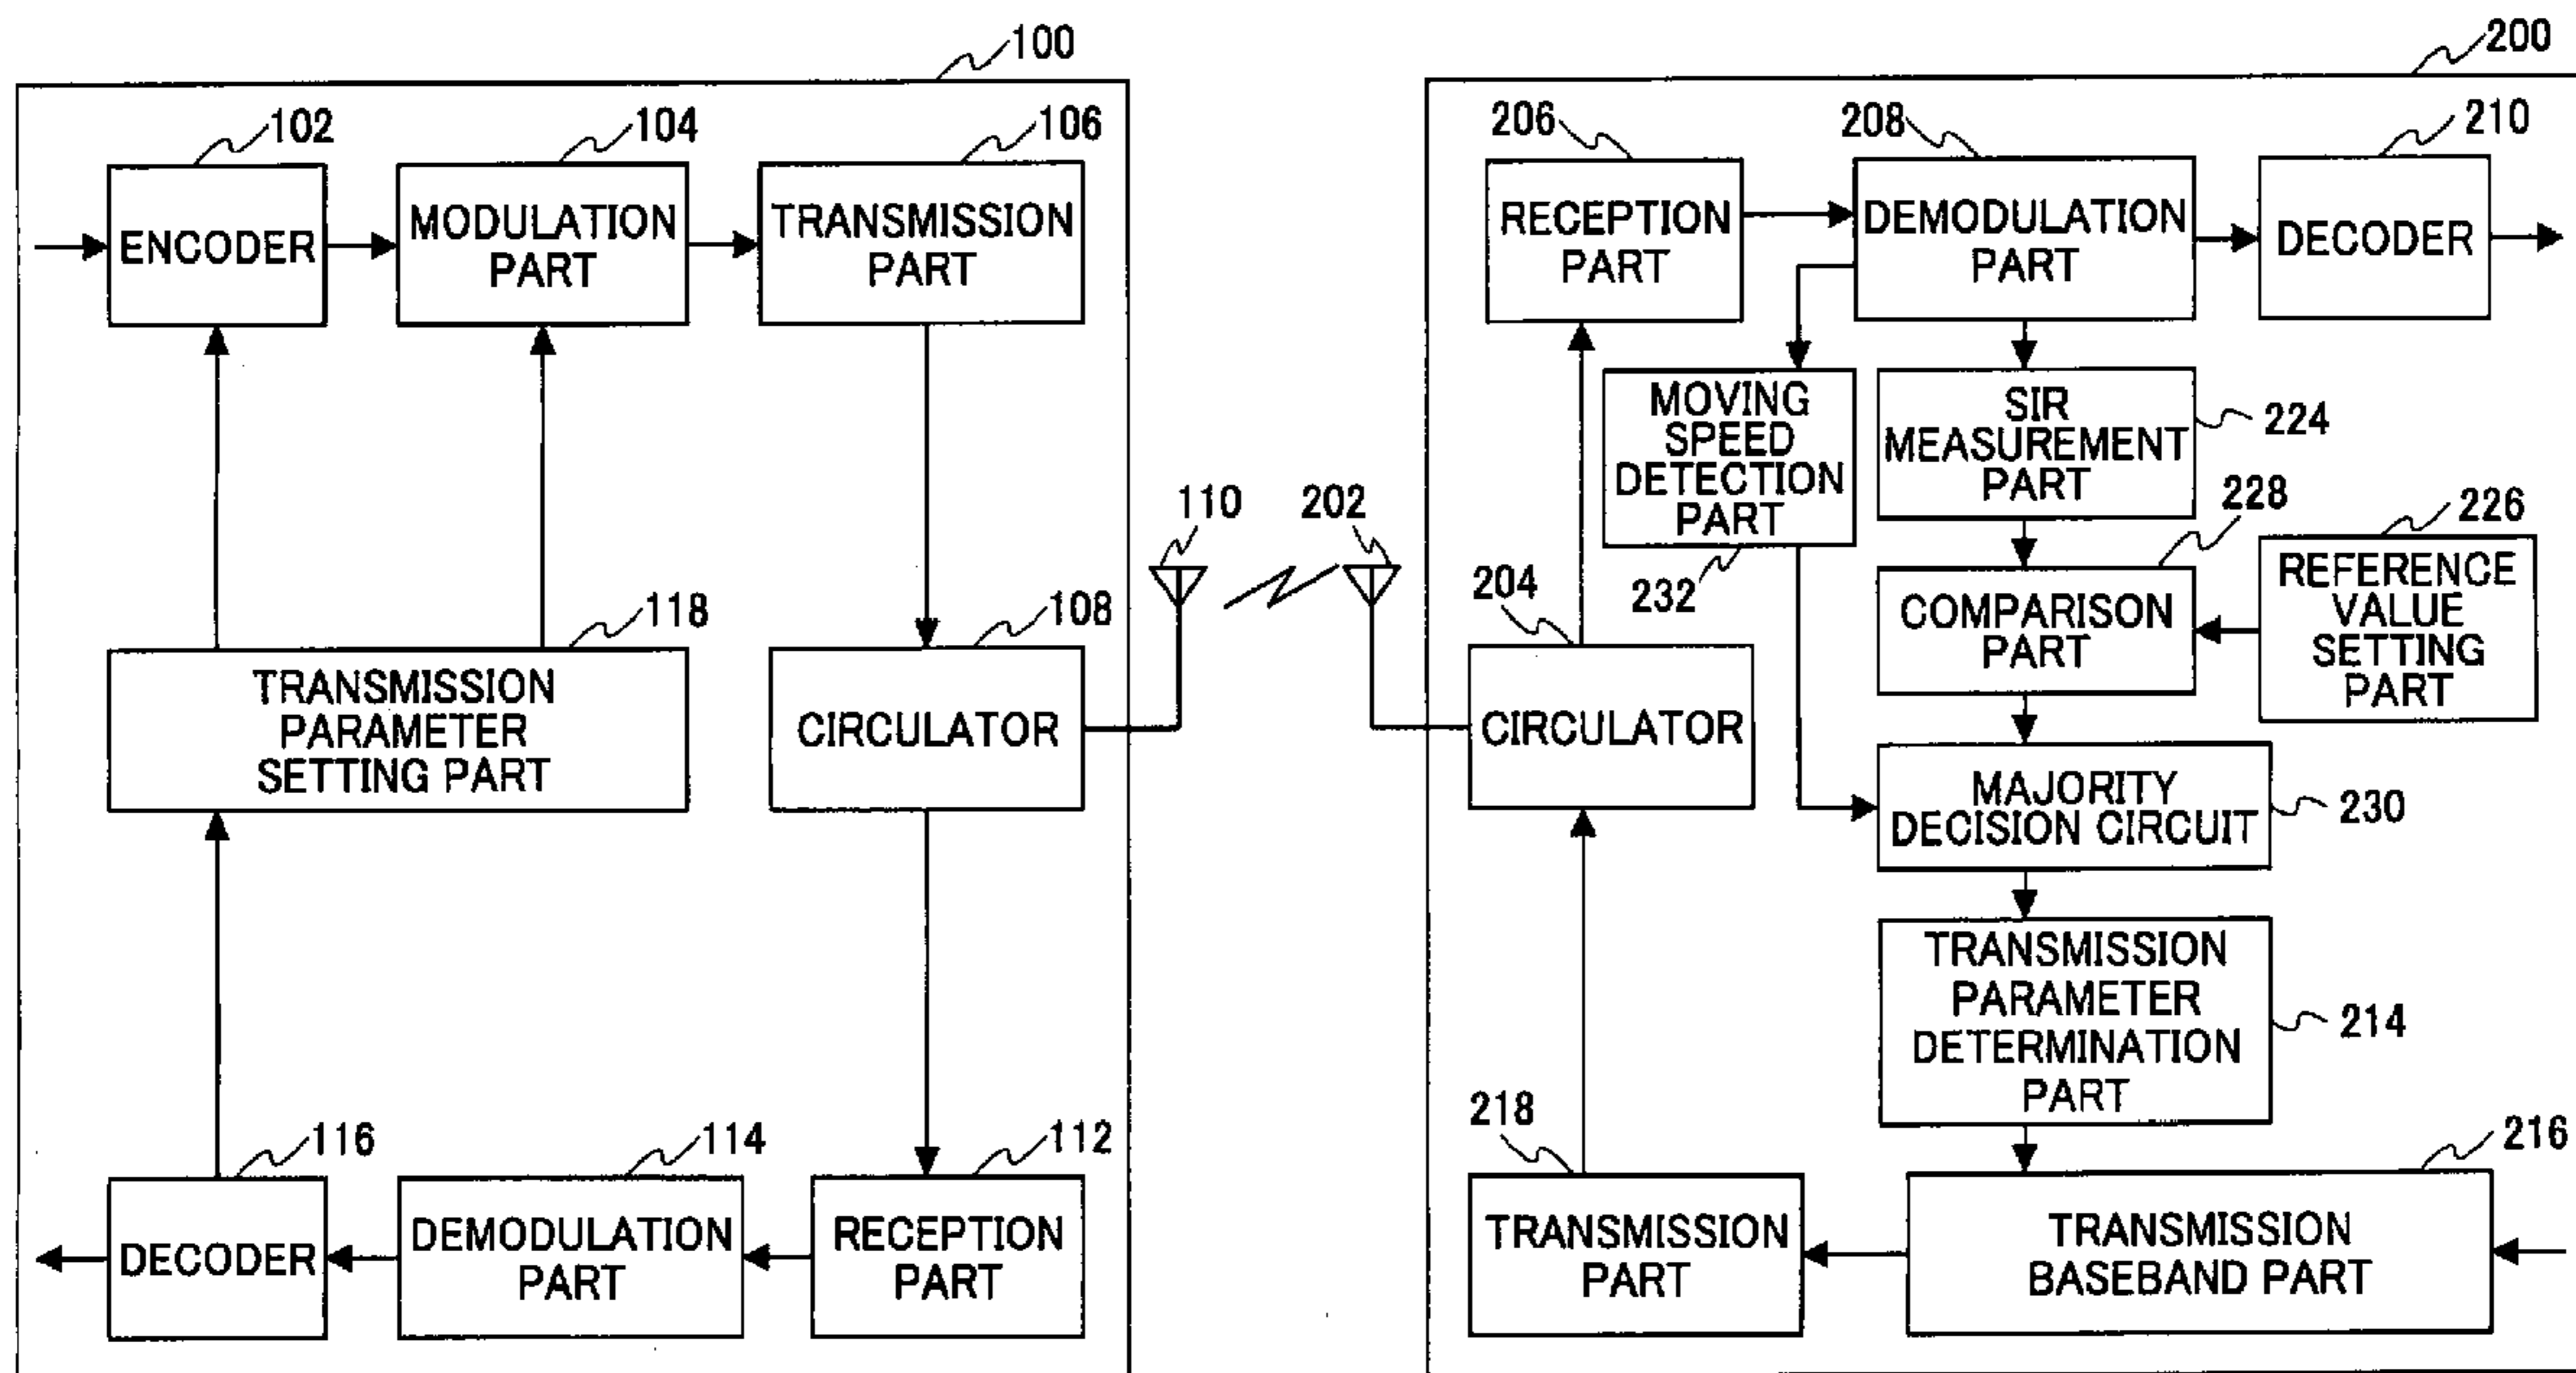 100
200
102
104
106
206
208
210
ENCODER
MODULATION
PART
TRANSMISSION
PART
RECEPTION
PART
DEMODULATION
PART
DECODER
MOVING
SPEED
DETECTION
PART
232
SIR
MEASUREMENT
PART
224
110
202
228
226
204
COMPARISON
PART
REFERENCE
VALUE
SETTING
PART
118
108
TRANSMISSION
PARAMETER
SETTING PART
CIRCULATOR
CIRCULATOR
MAJORITY
DECISION CIRCUIT
230
TRANSMISSION
PARAMETER
DETERMINATION
PART
214
116
114
112
218
216
DECODER
DEMODULATION
PART
RECEPTION
PART
TRANSMISSION
PART
TRANSMISSION
BASEBAND PART